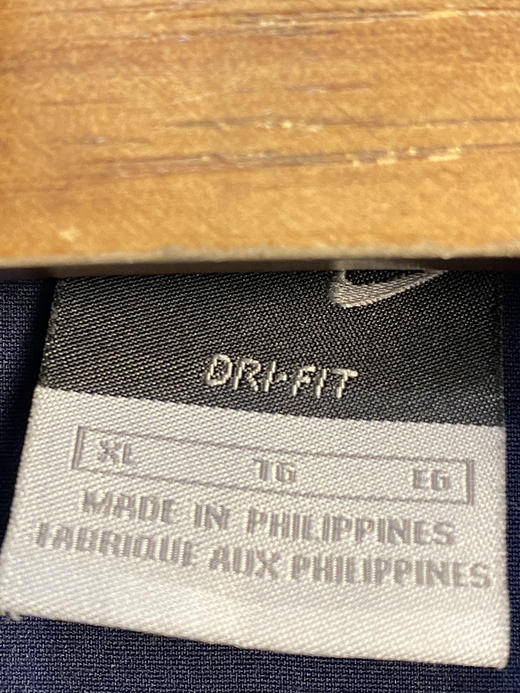 DRI-FIT
XL TG EG
MADE IN PHILIPPINES
FABRIQUE AUX PHILIPPINES